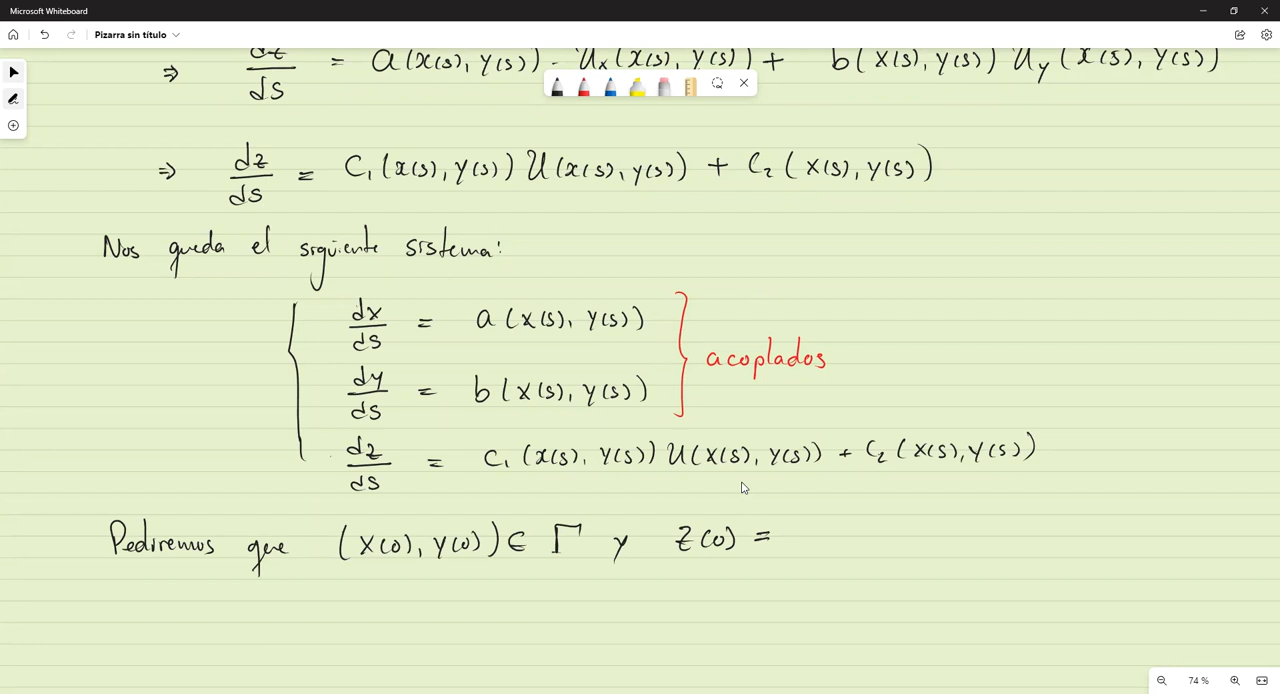 Microsoft Whiteboard
Pizarra sin título
⇒ dz/ds = a(x(s), y(s)) · Ux(x(s), y(s)) + b(x(s), y(s)) Uy(x(s), y(s))
⇒ dz/ds = C₁(x(s), y(s)) U(x(s), y(s)) + C₂(x(s), y(s))
Nos queda el siguiente sistema:
dx/ds = a(x(s), y(s))
dy/ds = b(x(s), y(s))
acoplados
dz/ds = C₁(x(s), y(s)) U(x(s), y(s)) + C₂(x(s), y(s))
Pediremos que (x(0), y(0)) ∈ Γ y z(0) =
74 %